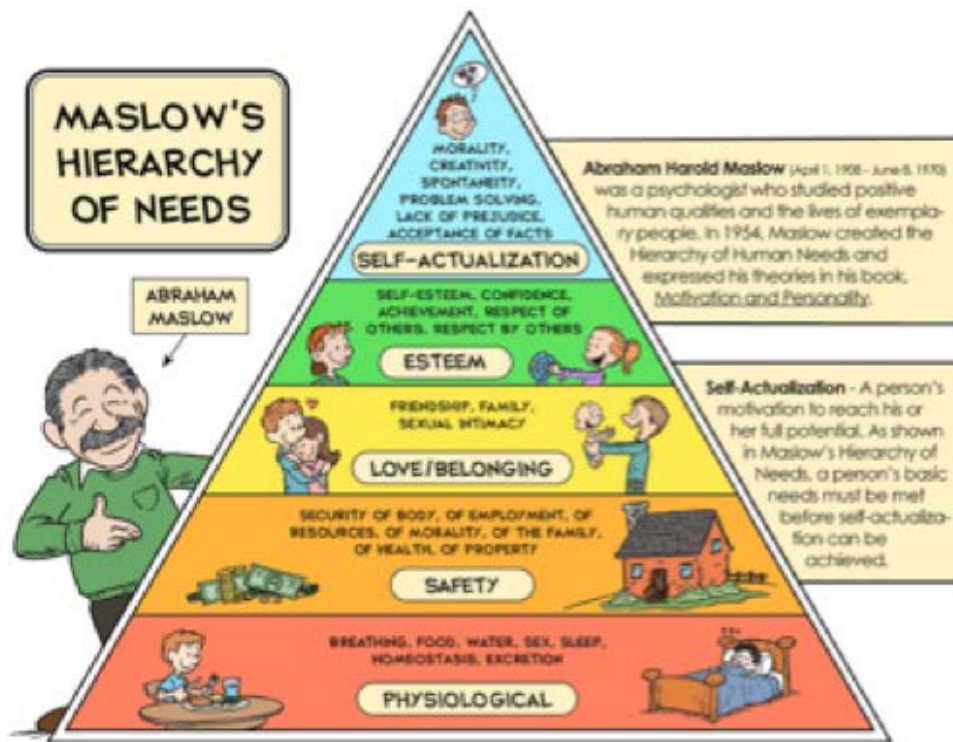 MASLOW'S
HIERARCHY
OF NEEDS
ABRAHAM
MASLOW
MORALITY,
CREATIVITY,
SPONTANEITY,
PROBLEM SOLVING,
LACK OF PREJUDICE,
ACCEPTANCE OF FACTS
SELF-ACTUALIZATION
SELF-ESTEEM, CONFIDENCE,
ACHIEVEMENT, RESPECT OF
OTHERS, RESPECT BY OTHERS
ESTEEM
FRIENDSHIP, FAMILY,
SEXUAL INTIMACY
LOVE/BELONGING
SECURITY OF BODY, OF EMPLOYMENT, OF
RESOURCES, OF MORALITY, OF THE FAMILY,
OF HEALTH, OF PROPERTY
SAFETY
BREATHING, FOOD, WATER, SEX, SLEEP,
HOMEOSTASIS, EXCRETION
PHYSIOLOGICAL
Abraham Harold Maslow (April 1, 1908 - June 8, 1970)
was a psychologist who studied positive
human qualities and the lives of exempla-
ry people. In 1954, Maslow created the
Hierarchy of Human Needs and
expressed his theories in his book,
Motivation and Personality.
Self-Actualization - A person's
motivation to reach his or
her full potential. As shown
in Maslow's Hierarchy of
Needs, a person's basic
needs must be met
before self-actualiza-
tion can be
achieved.